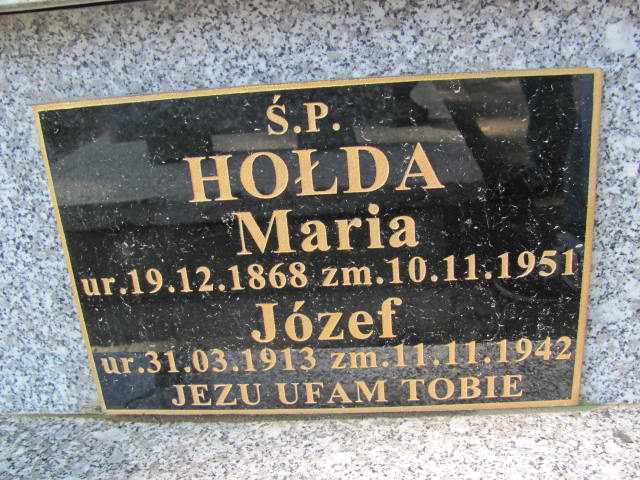 Ś.P.
HOŁDA
Maria
ur.19.12.1868 zm.10.11.1951
Józef
ur.31.03.1913 zm.11.11.1942
JEZU UFAM TOBIE